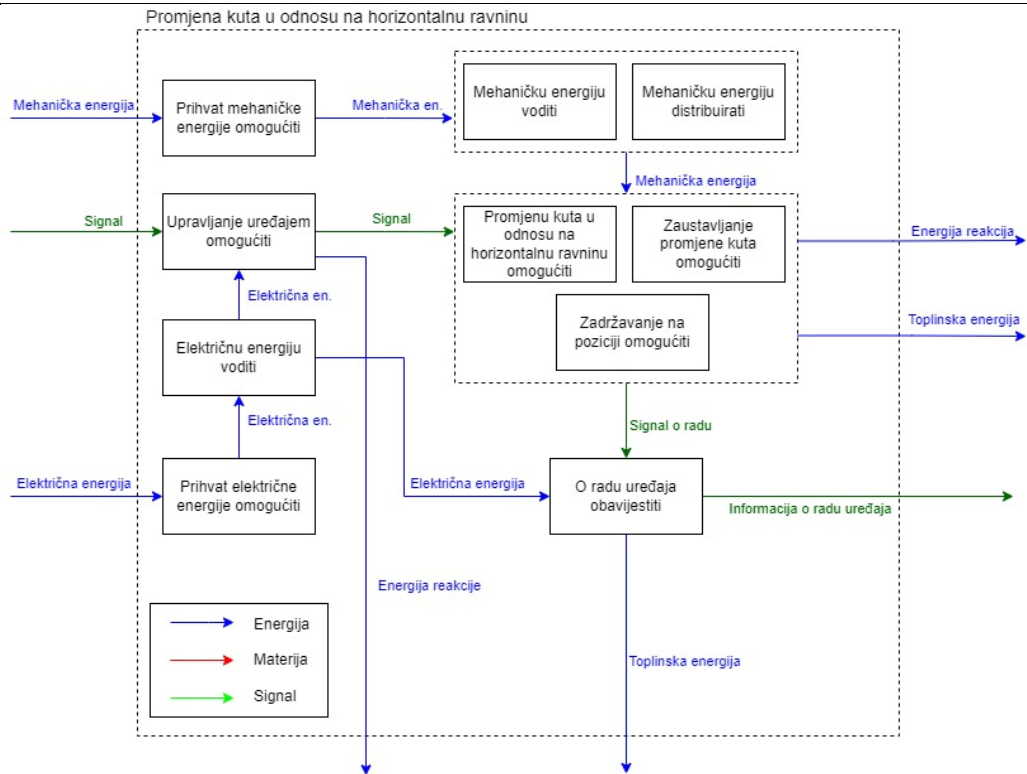 Promjena kuta u odnosu na horizontalnu ravninu
Mehanička energija
Prihvat mehaničke
energije omogućiti
Mehanička en.
Mehaničku energiju
voditi
Mehaničku energiju
distribuirati
Mehanička energija
Signal
Upravljanje uređajem
omogućiti
Signal
Promjenu kuta u
odnosu na
horizontalnu ravninu
omogućiti
Zaustavljanje
promjene kuta
omogućiti
Energija reakcija
Električna en.
Zadržavanje na
poziciji omogućiti
Toplinska energija
Električnu energiju
voditi
Električna en.
Signal o radu
Električna energija
Prihvat električne
energije omogućiti
Električna energija
O radu uređaja
obavijestiti
Informacija o radu uređaja
Energija reakcije
Energija
Materija
Signal
Toplinska energija